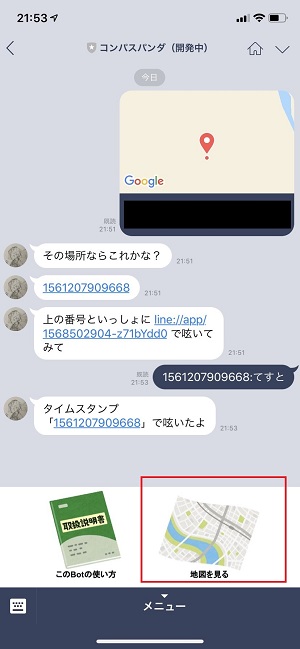 21:53
コンパスパンダ（開発中）
今日
Google
既読
21:51
その場所ならこれかな？
21:51
1561207909668
21:51
上の番号といっしょに line://app/
1568502904-z71bYdd0 で呟いて
みて
21:51
既読
21:53
1561207909668:てすと
タイムスタンプ
「1561207909668」で呟いたよ
21:53
取扱説明書
このBotの使い方
地図を見る
メニュー